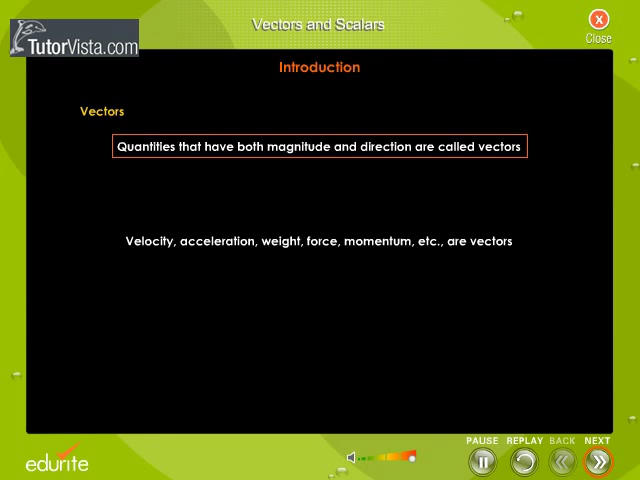 Vectors and Scalars
X
Close
TutorVista.com
Introduction
Vectors
Quantities that have both magnitude and direction are called vectors
Velocity, acceleration, weight, force, momentum, etc., are vectors
PAUSE REPLAY BACK NEXT
edurite